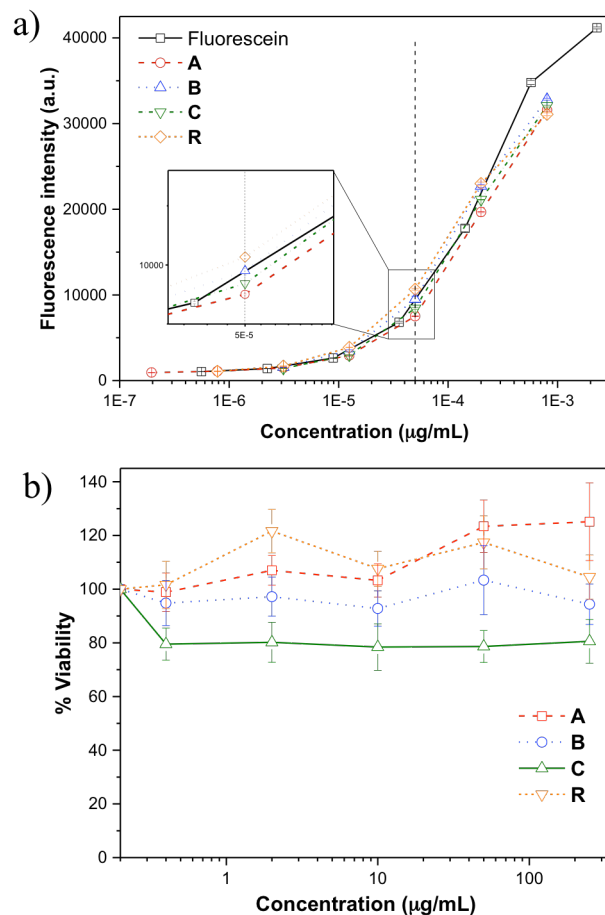 a)
Fluorescein
A
B
C
R
Fluorescence intensity (a.u.)
40000
30000
20000
10000
0
10000
5E-5
1E-7
1E-6
1E-5
1E-4
1E-3
Concentration (μg/mL)
b)
% Viability
140
120
100
80
60
40
20
0
A
B
C
R
1
10
100
Concentration (μg/mL)